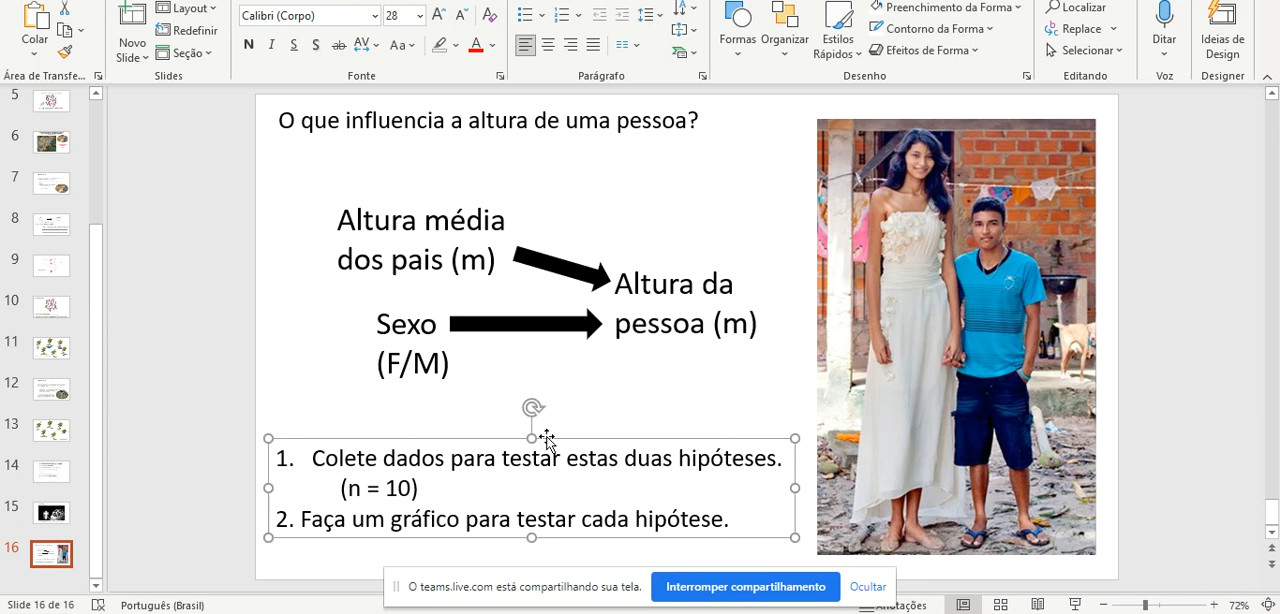 Colar
Área de Transfe...
Novo
Slide
Layout
Redefinir
Seção
Slides
Calibri (Corpo)
28
A A A
N I S S ab AV Aa A
Fonte
Parágrafo
Formas
Organizar
Estilos
Rápidos
Preenchimento da Forma
Contorno da Forma
Efeitos de Forma
Desenho
Localizar
Replace
Selecionar
Editando
Ditar
Voz
Ideias de
Design
Designer
5
6
7
8
9
10
11
12
13
14
15
16
O que influencia a altura de uma pessoa?
Altura média
dos pais (m)
Altura da
pessoa (m)
Sexo
(F/M)
1. Colete dados para testar estas duas hipóteses.
(n = 10)
2. Faça um gráfico para testar cada hipótese.
O teams.live.com está compartilhando sua tela.
Interromper compartilhamento
Ocultar
Slide 16 de 16
Português (Brasil)
Anotações
72%